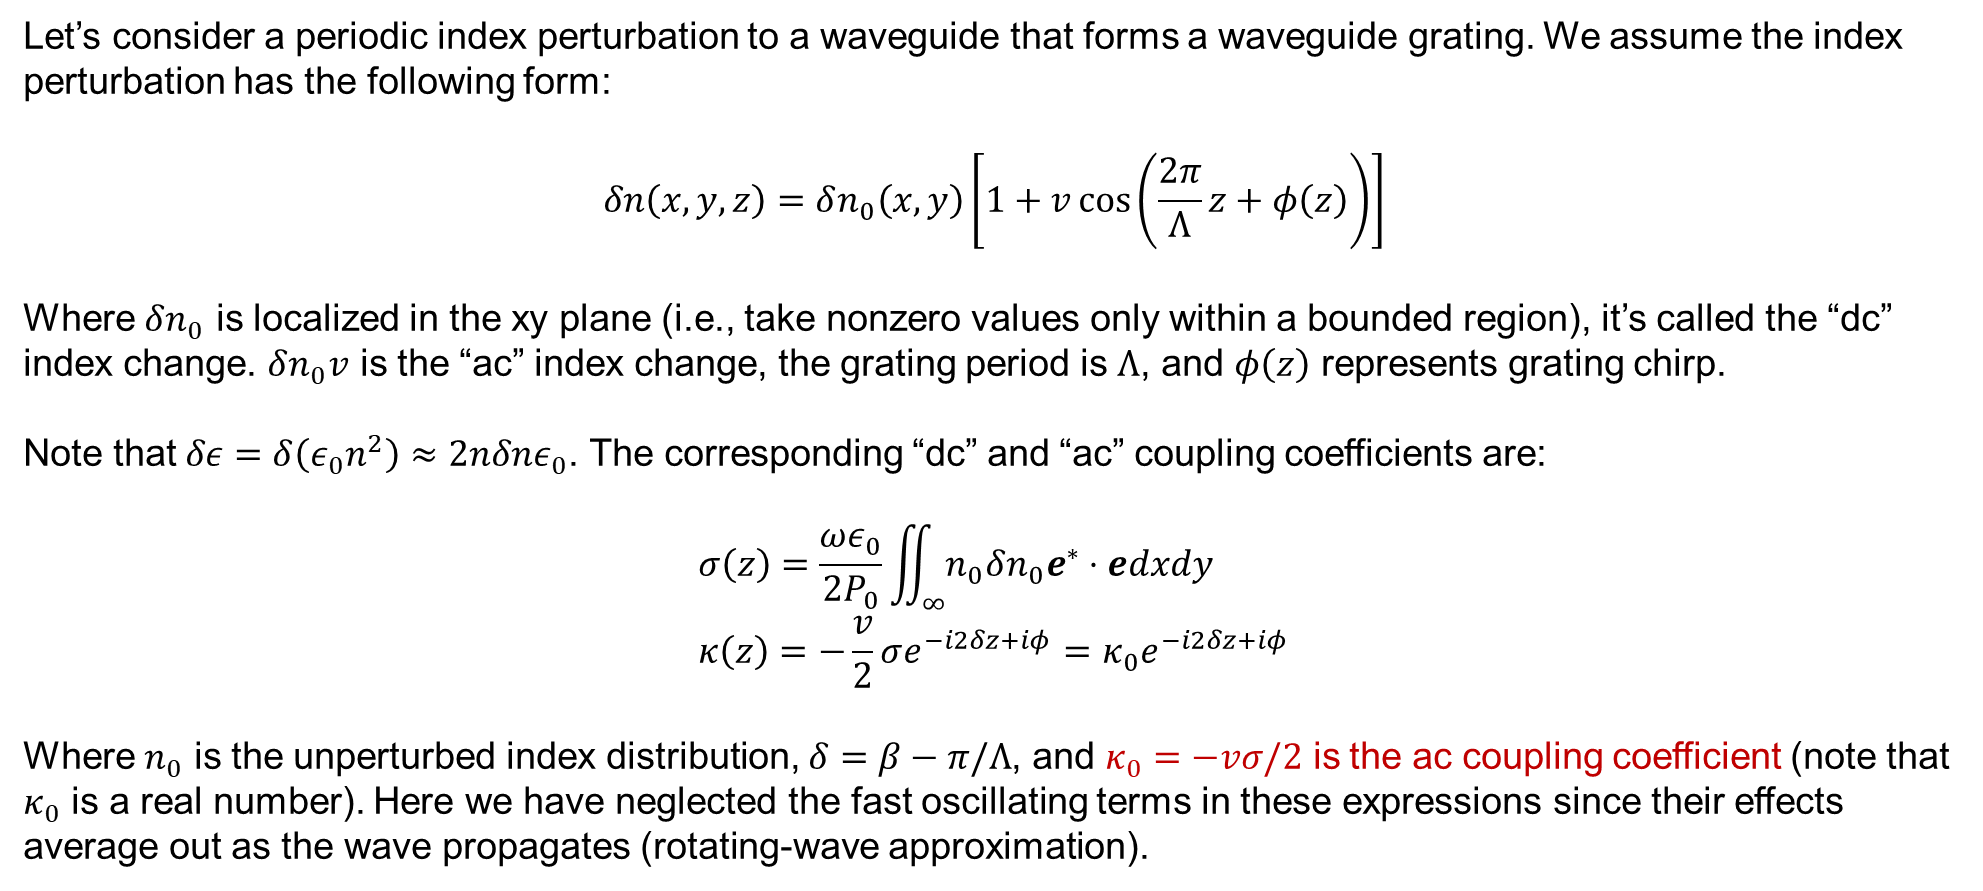 Let’s consider a periodic index perturbation to a waveguide that forms a waveguide grating. We assume the index
perturbation has the following form:
δn(x, y, z) = δn₀(x, y) [1 + v cos(2π/Λ z + ϕ(z))]
Where δn₀ is localized in the xy plane (i.e., take nonzero values only within a bounded region), it’s called the “dc”
index change. δn₀v is the “ac” index change, the grating period is Λ, and ϕ(z) represents grating chirp.
Note that δϵ = δ(ϵ₀n²) ≈ 2nδnϵ₀. The corresponding “dc” and “ac” coupling coefficients are:
σ(z) = ωϵ₀/2P₀ ∬_∞ n₀δn₀e* · edxdy
κ(z) = −v/2 σe^{−i2δz+iϕ} = κ₀e^{−i2δz+iϕ}
Where n₀ is the unperturbed index distribution, δ = β − π/Λ, and κ₀ = −vσ/2 is the ac coupling coefficient (note that
κ₀ is a real number). Here we have neglected the fast oscillating terms in these expressions since their effects
average out as the wave propagates (rotating-wave approximation).